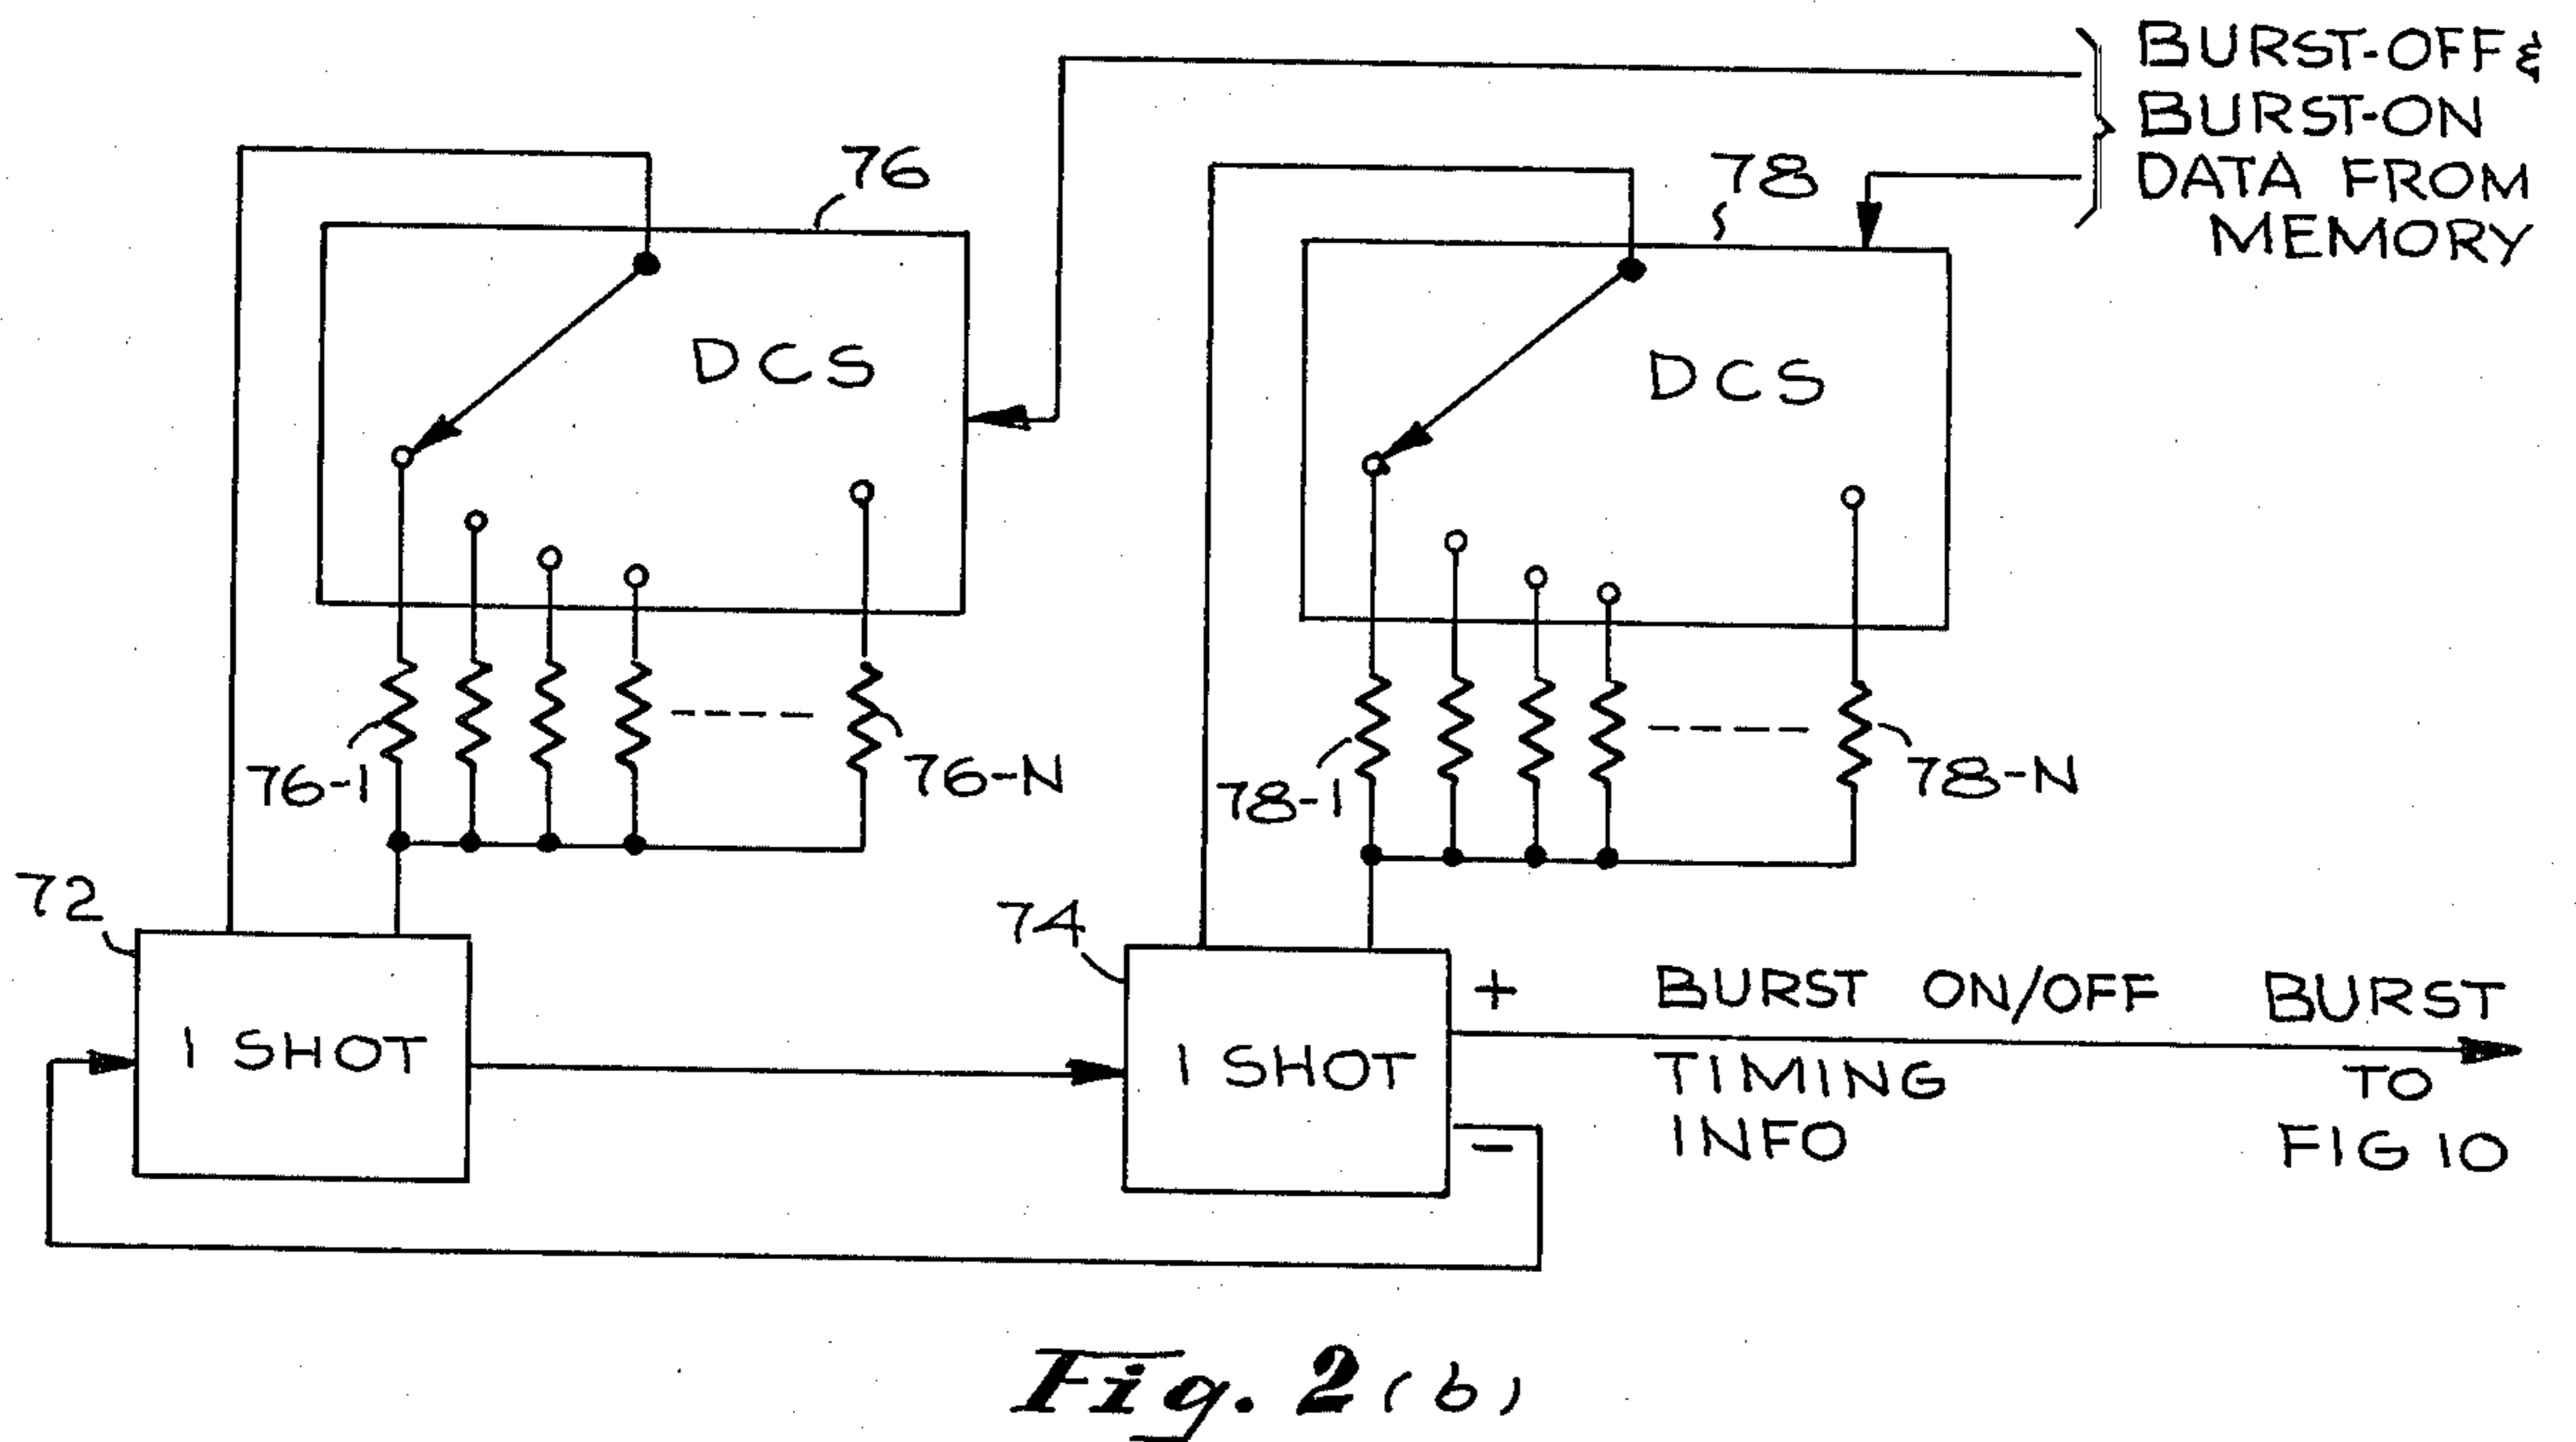 BURST-OFF &
BURST-ON
DATA FROM
MEMORY
76
78
DCS
DCS
76-1
76-N
78-1
78-N
72
74
1 SHOT
1 SHOT
+
BURST ON/OFF
TIMING
INFO
BURST
TO
FIG 10
−
Fig. 2(b)